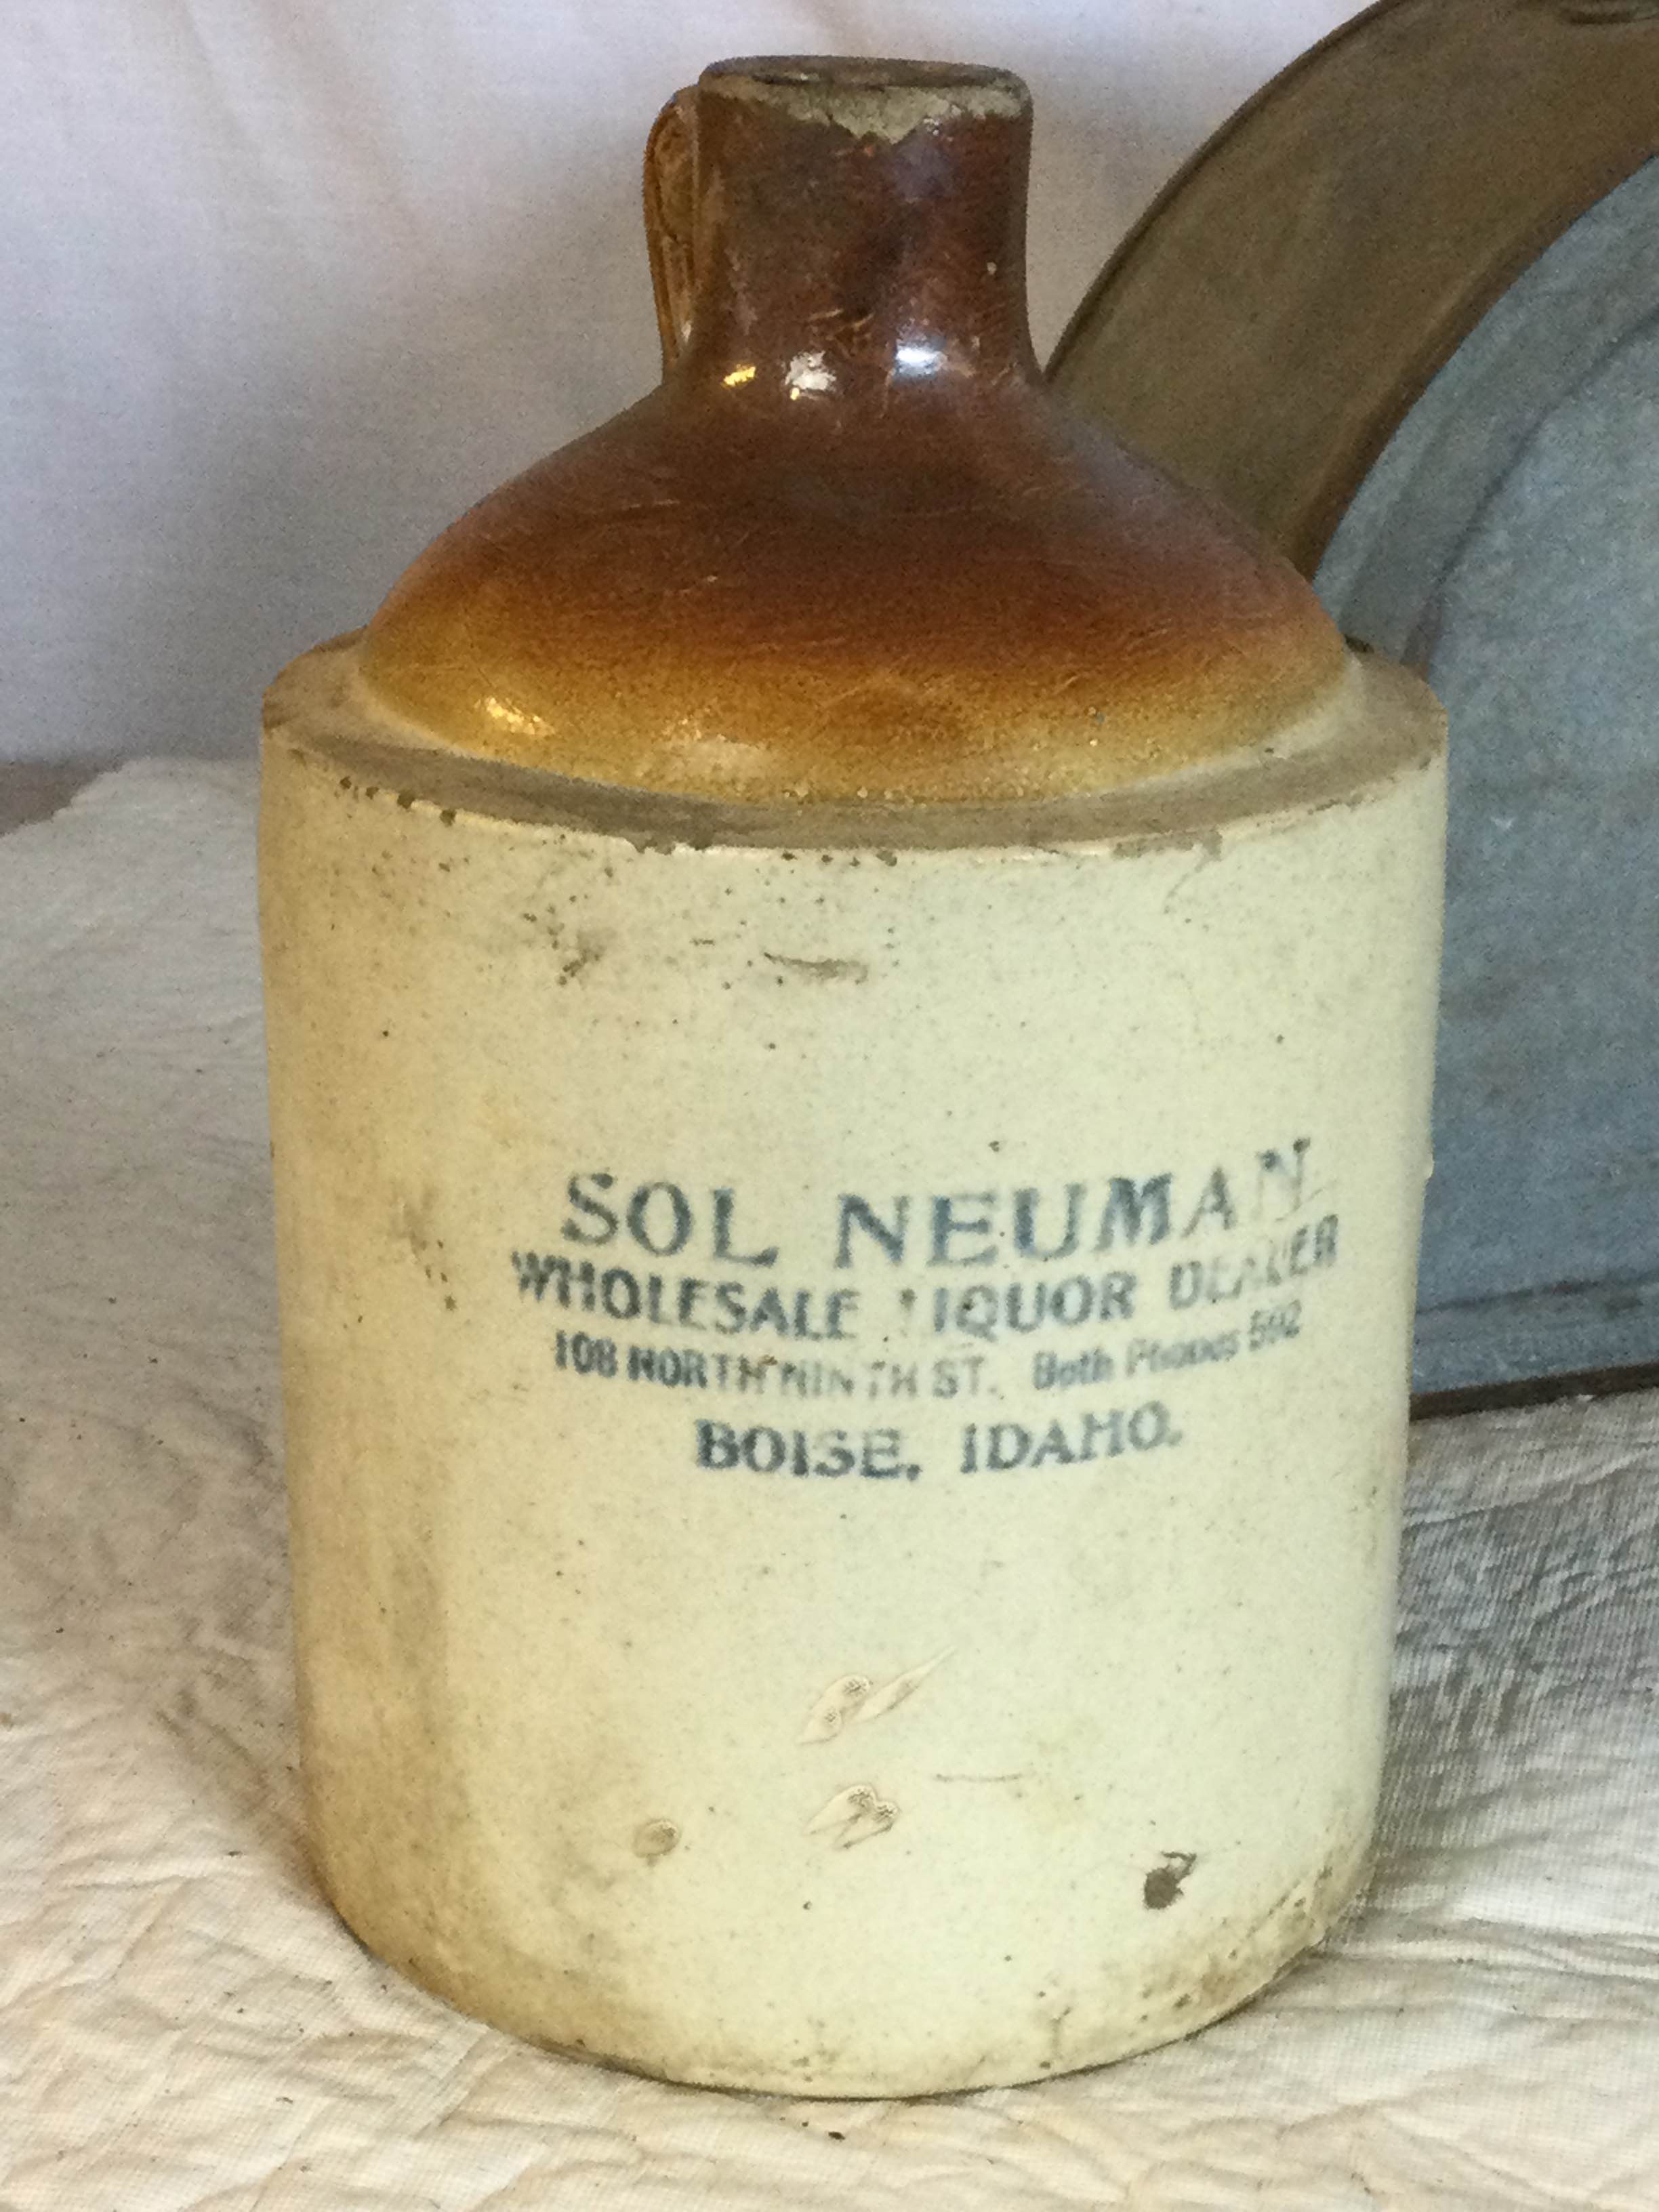 SOL NEUMAN
WHOLESALE LIQUOR DEALER
108 NORTH NINTH ST. Both Phones 592
BOISE, IDAHO.